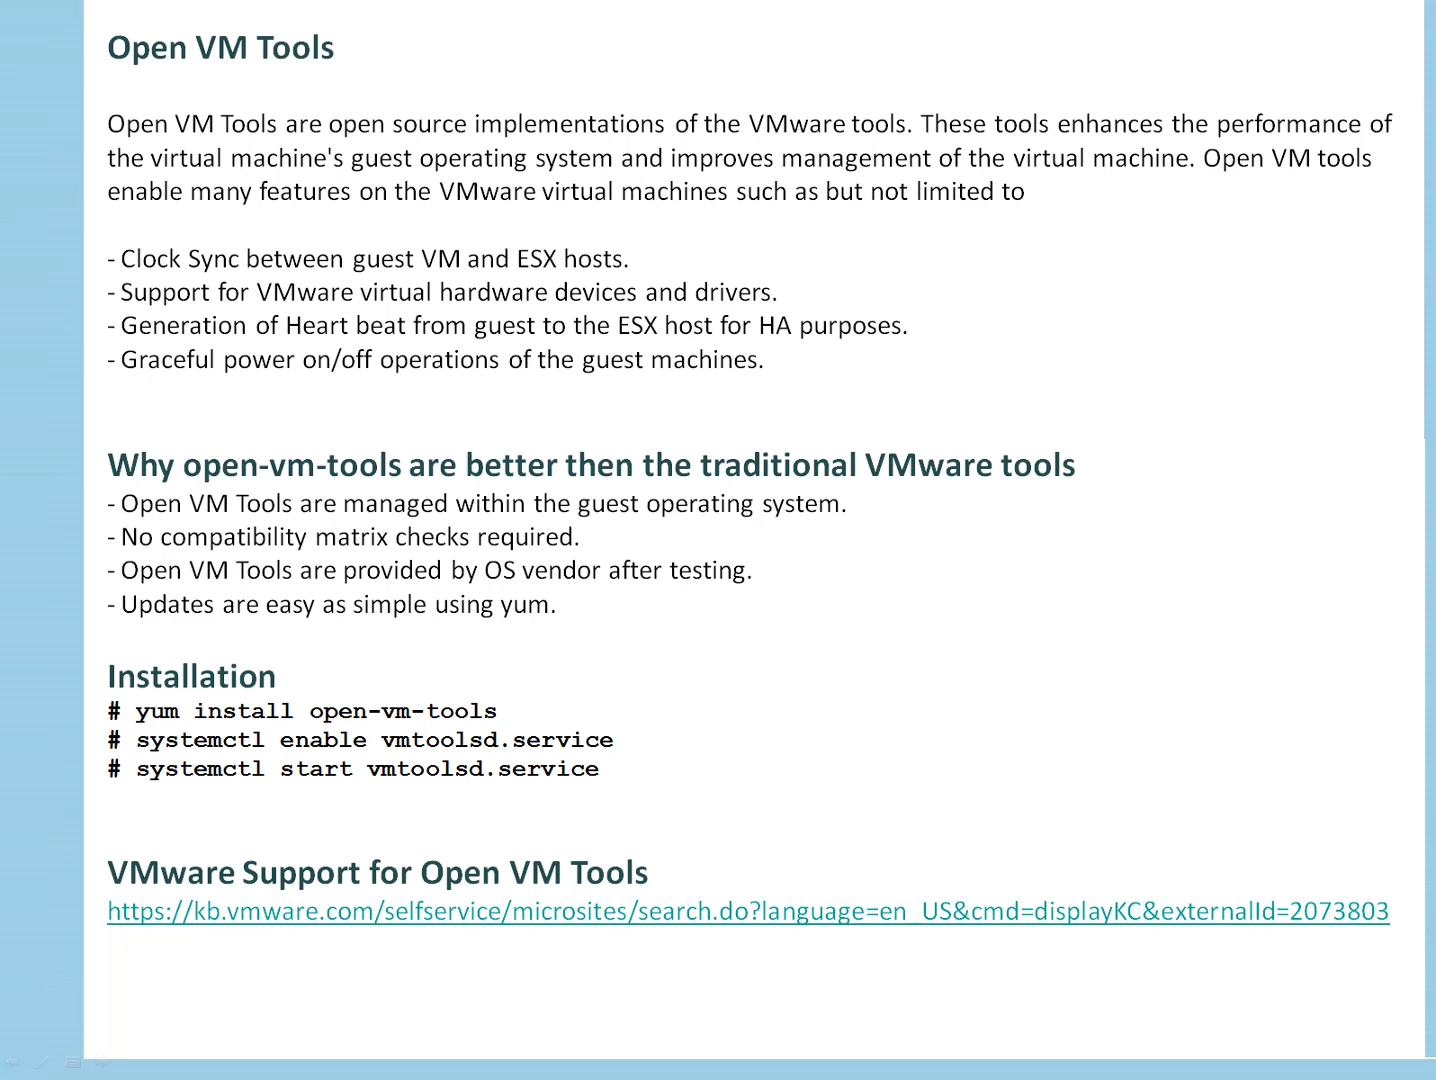 Open VM Tools
Open VM Tools are open source implementations of the VMware tools. These tools enhances the performance of
the virtual machine's guest operating system and improves management of the virtual machine. Open VM tools
enable many features on the VMware virtual machines such as but not limited to
- Clock Sync between guest VM and ESX hosts.
- Support for VMware virtual hardware devices and drivers.
- Generation of Heart beat from guest to the ESX host for HA purposes.
- Graceful power on/off operations of the guest machines.
Why open-vm-tools are better then the traditional VMware tools
- Open VM Tools are managed within the guest operating system.
- No compatibility matrix checks required.
- Open VM Tools are provided by OS vendor after testing.
- Updates are easy as simple using yum.
Installation
# yum install open-vm-tools
# systemctl enable vmtoolsd.service
# systemctl start vmtoolsd.service
VMware Support for Open VM Tools
https://kb.vmware.com/selfservice/microsites/search.do?language=en_US&cmd=displayKC&externalId=2073803